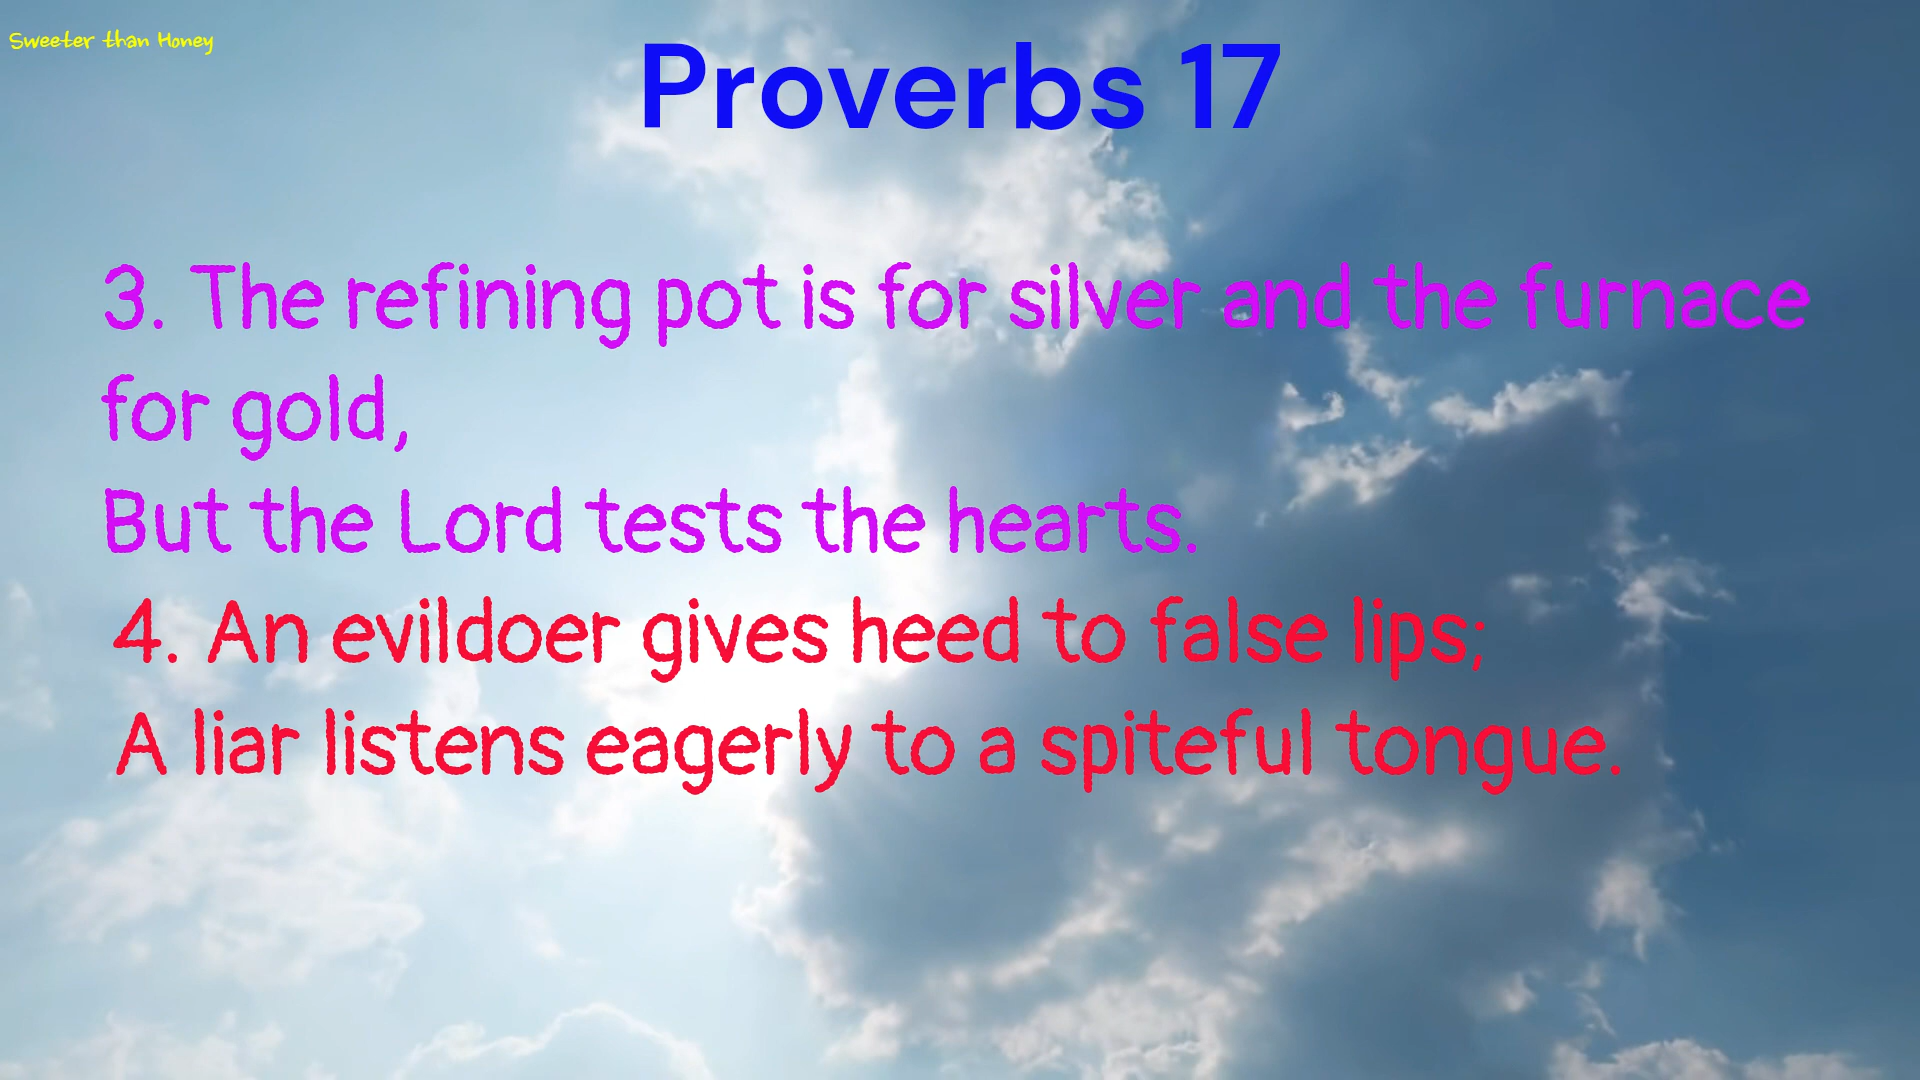 Sweeter than Honey
Proverbs 17
3. The refining pot is for silver and the furnace
for gold,
But the Lord tests the hearts.
4. An evildoer gives heed to false lips;
A liar listens eagerly to a spiteful tongue.